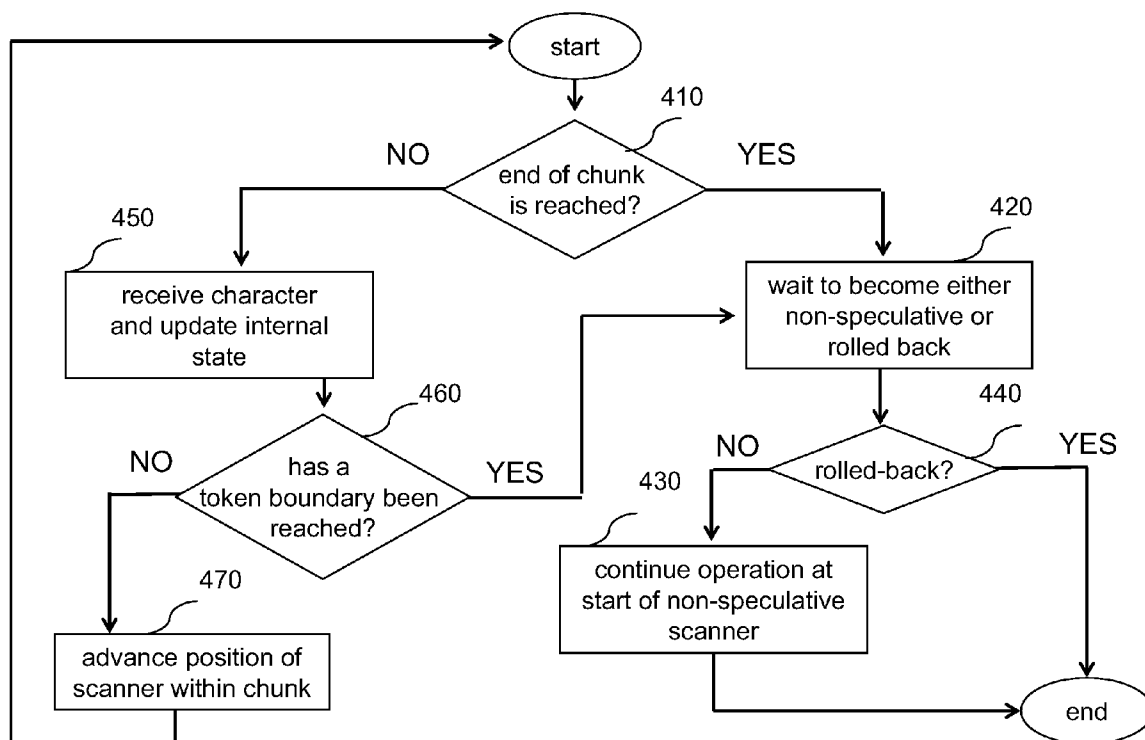 start
410
NO
YES
end of chunk
is reached?
450
420
receive character
and update internal
state
wait to become either
non-speculative or
rolled back
460
440
NO
YES
has a
token boundary been
reached?
NO
YES
rolled-back?
430
470
continue operation at
start of non-speculative
scanner
advance position of
scanner within chunk
end